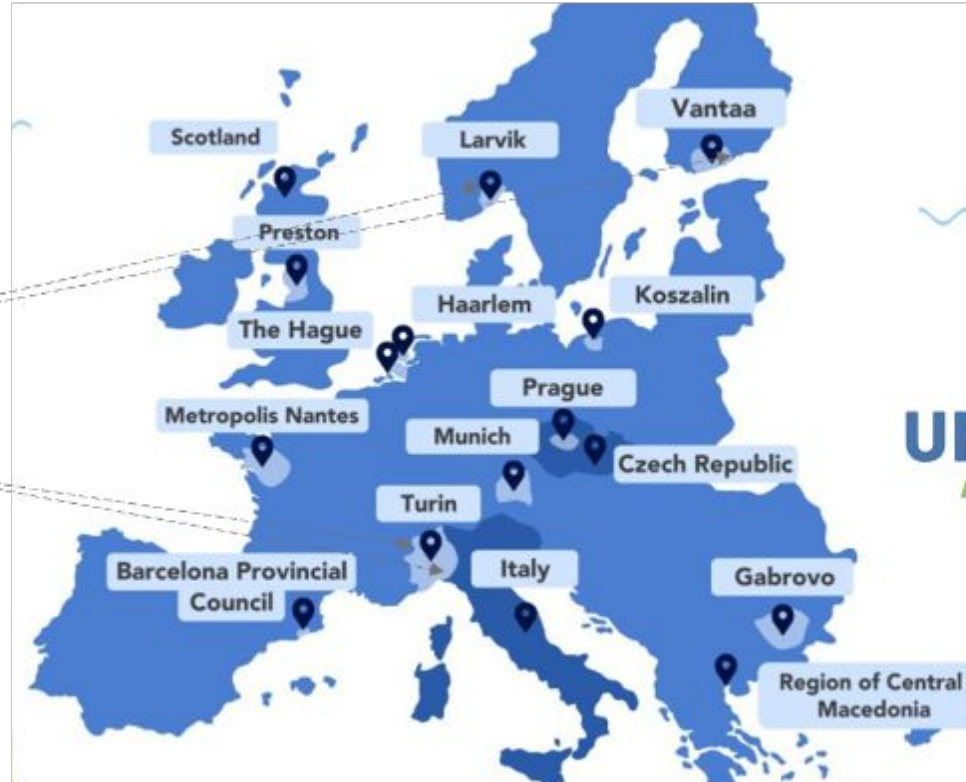 Vantaa
Scotland
Larvik
Preston
Haarlem
Koszalin
The Hague
Prague
Metropolis Nantes
Munich
Czech Republic
Turin
Barcelona Provincial
Council
Italy
Gabrovo
Region of Central
Macedonia